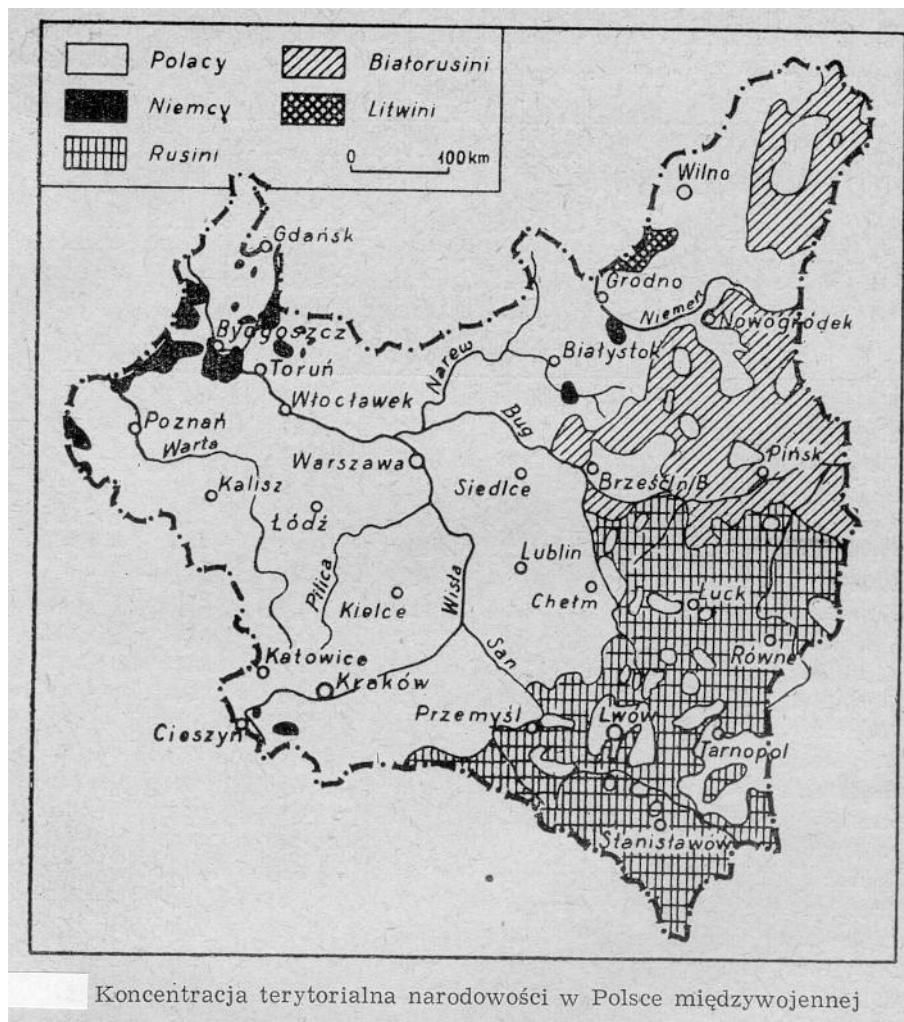 Polacy
Białorusini
Niemcy
Litwini
Rusini
0 100 km
Wilno
Gdańsk
Grodno
Niemen
Nowogródek
Bydgoszcz
Białystok
Toruń
Narew
Włocławek
Bug
Poznań
Warta
Pińsk
Warszawa
Brześć n/B
Siedlce
Kalisz
Łódź
Lublin
Pilica
Wisła
Chełm
Łuck
Kielce
San
Równe
Katowice
Kraków
Przemyśl
Lwów
Cieszyn
Tarnopol
Stanisławów
Koncentracja terytorialna narodowości w Polsce międzywojennej